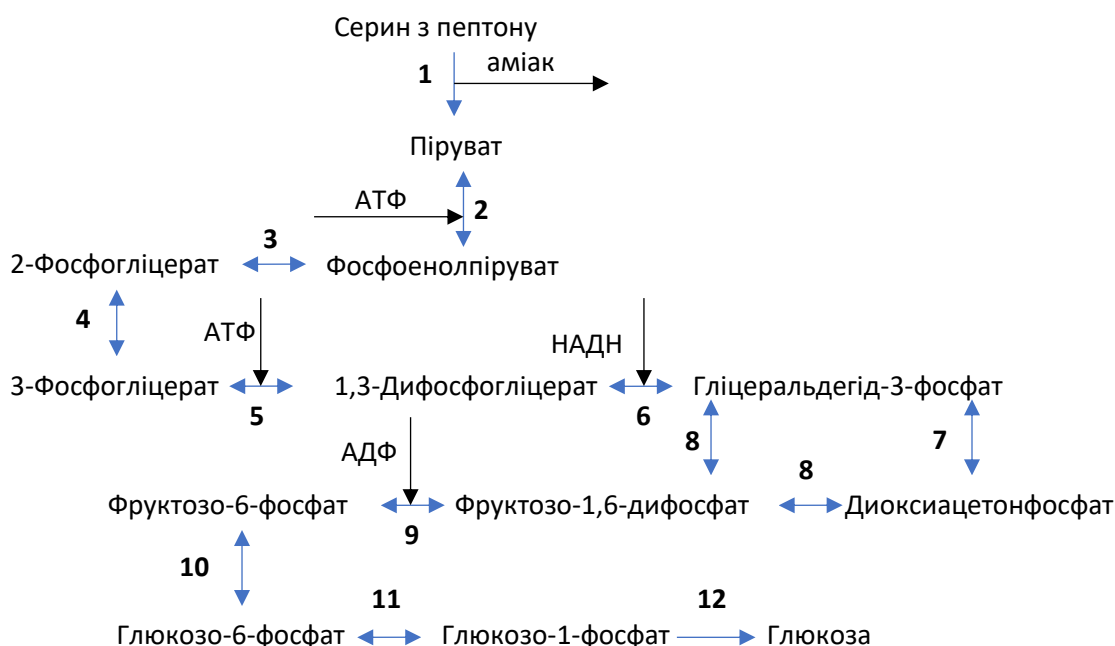 Серин з пептону
1 аміак
Піруват
АТФ 2
3
2-Фосфогліцерат Фосфоенолпіруват
4 АТФ НАДН
3-Фосфогліцерат 1,3-Дифосфогліцерат Гліцеральдегід-3-фосфат
5 6
8 7
АДФ 8
Фруктозо-6-фосфат Фруктозо-1,6-дифосфат Диоксиацетонфосфат
9
10
11 12
Глюкозо-6-фосфат Глюкозо-1-фосфат Глюкоза